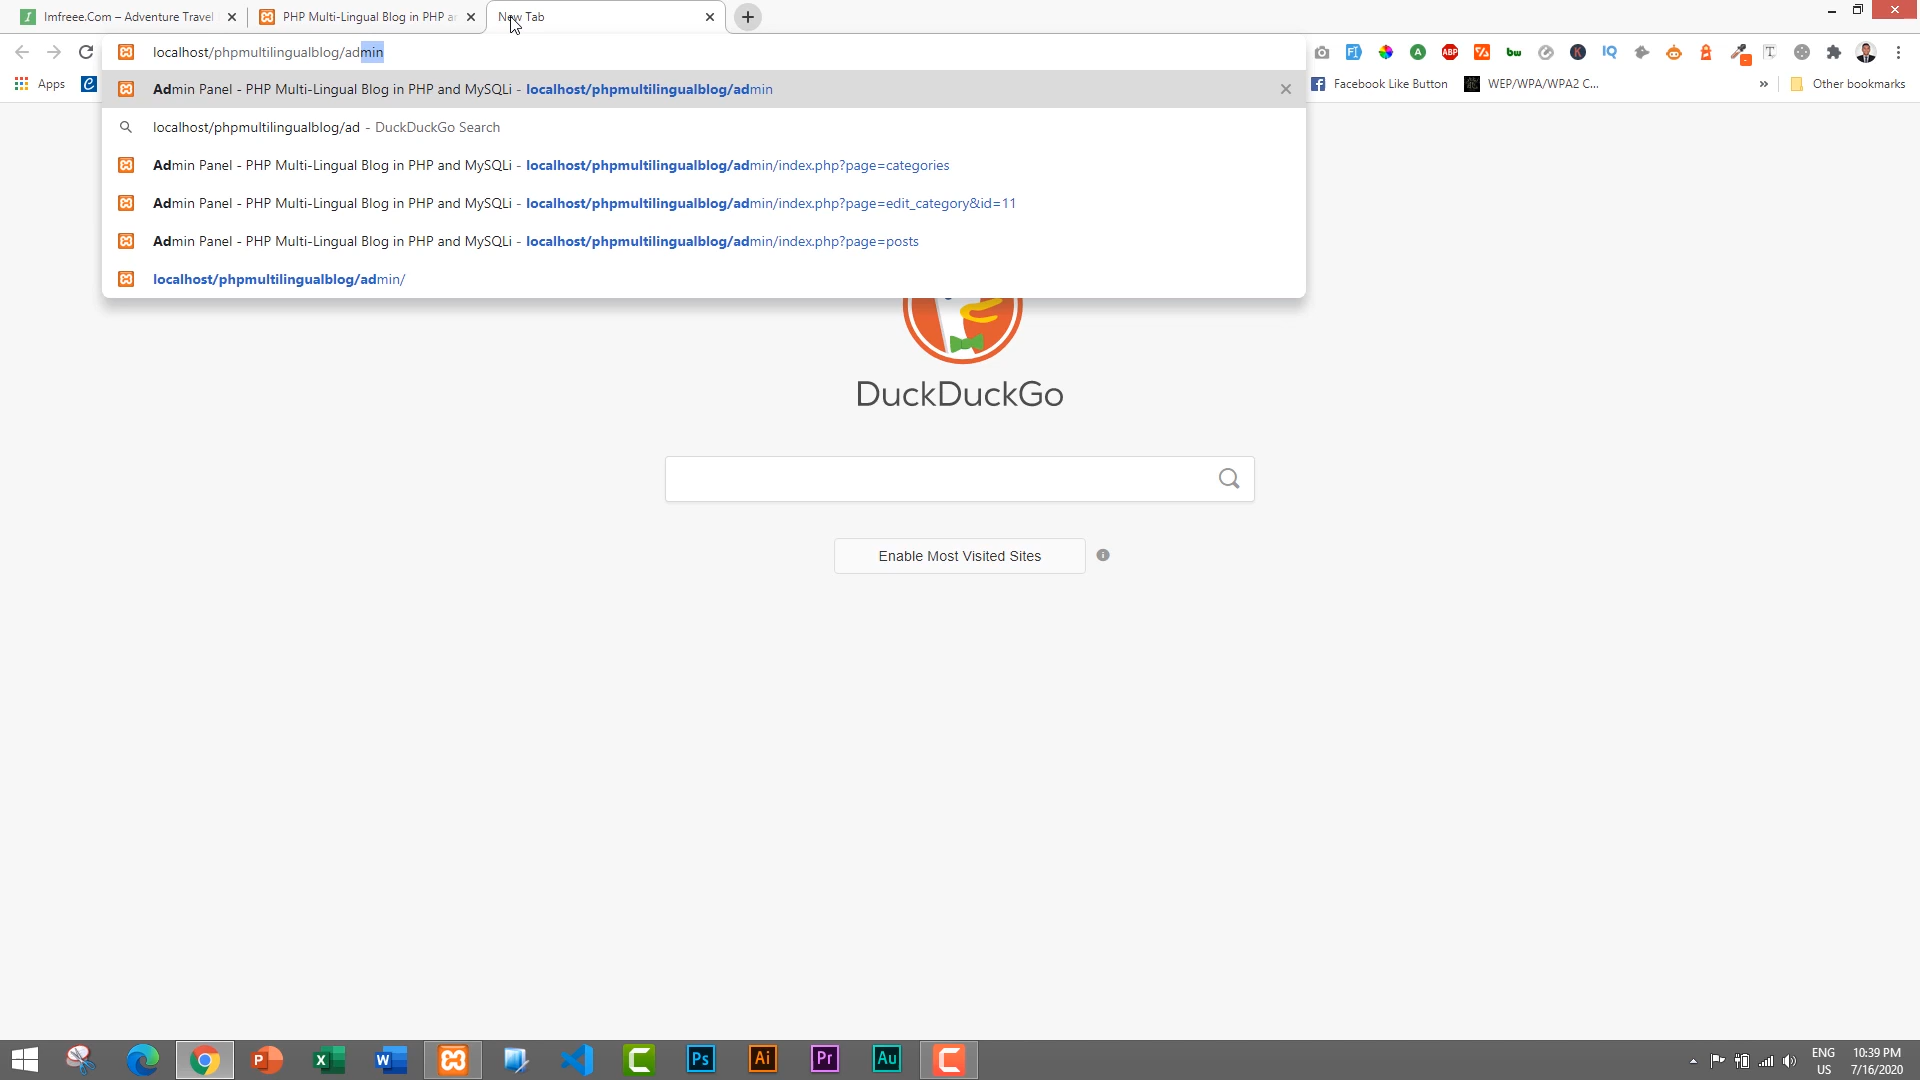 Imfreee.Com – Adventure Travel
PHP Multi-Lingual Blog in PHP an
New Tab
localhost/phpmultilingualblog/admin
Apps
Facebook Like Button
WEP/WPA/WPA2 C...
»
Other bookmarks
Admin Panel - PHP Multi-Lingual Blog in PHP and MySQLi - localhost/phpmultilingualblog/admin
localhost/phpmultilingualblog/ad - DuckDuckGo Search
Admin Panel - PHP Multi-Lingual Blog in PHP and MySQLi - localhost/phpmultilingualblog/admin/index.php?page=categories
Admin Panel - PHP Multi-Lingual Blog in PHP and MySQLi - localhost/phpmultilingualblog/admin/index.php?page=edit_category&id=11
Admin Panel - PHP Multi-Lingual Blog in PHP and MySQLi - localhost/phpmultilingualblog/admin/index.php?page=posts
localhost/phpmultilingualblog/admin/
DuckDuckGo
Enable Most Visited Sites
ENG 10:39 PM
US 7/16/2020